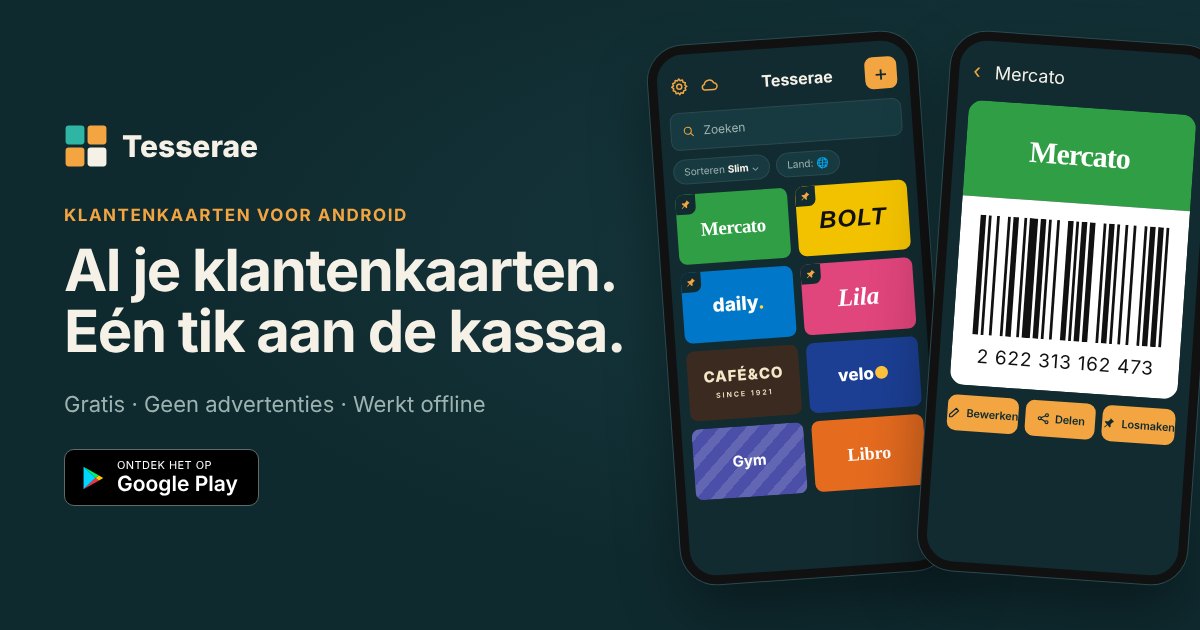 Tesserae
KLANTENKAARTEN VOOR ANDROID
Al je klantenkaarten.
Eén tik aan de kassa.
Gratis · Geen advertenties · Werkt offline
ONTDEK HET OP
Google Play
Tesserae
+
Zoeken
Sorteren Slim
Land:
Mercato
BOLT
daily.
Lila
CAFÉ&CO
SINCE 1921
velo
Gym
Libro
Mercato
Mercato
2 622 313 162 473
Bewerken
Delen
Losmaken